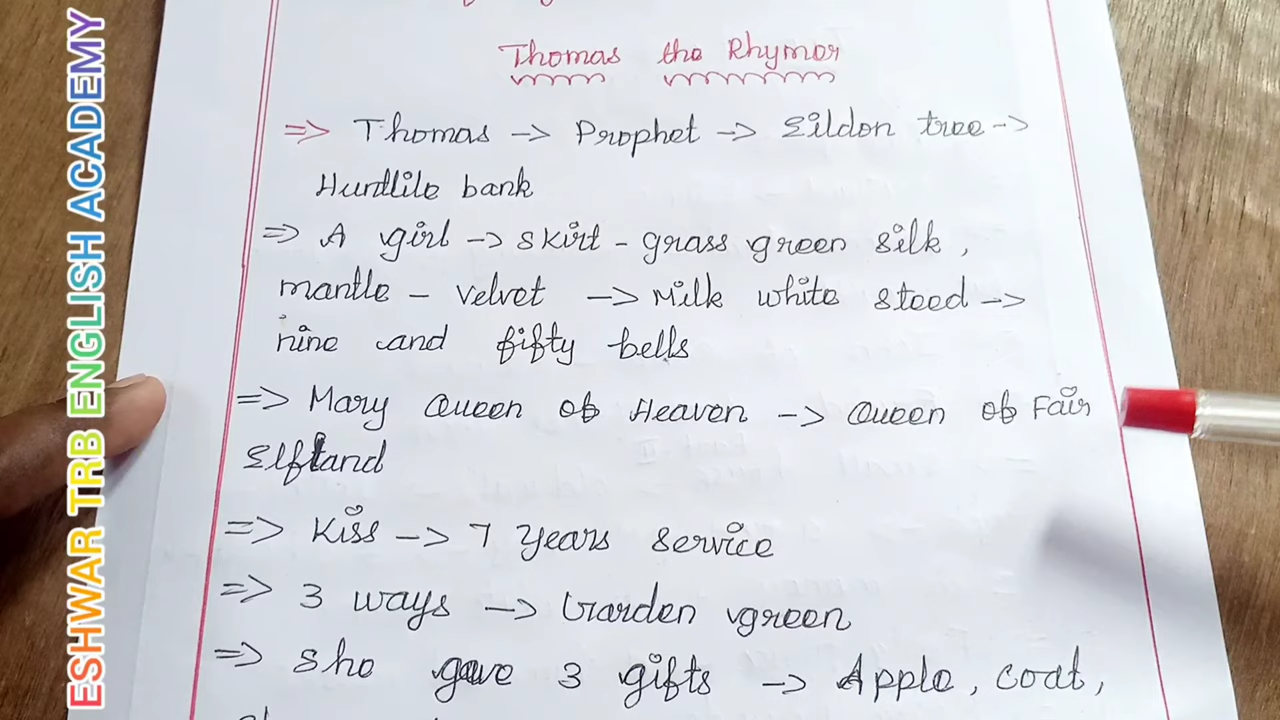 ESHWAR TRB ENGLISH ACADEMY
Thomas the Rhymer
=> Thomas -> Prophet -> Eildon tree ->
Huntlile bank
=> A girl -> skirt - grass green silk,
mantle - velvet -> Milk white steed ->
nine and fifty bells
=> Mary Queen of Heaven -> Queen of Fair
Elfland
=> Kiss -> 7 years service
=> 3 ways -> Garden green
=> She gave 3 gifts -> Apple, coat,